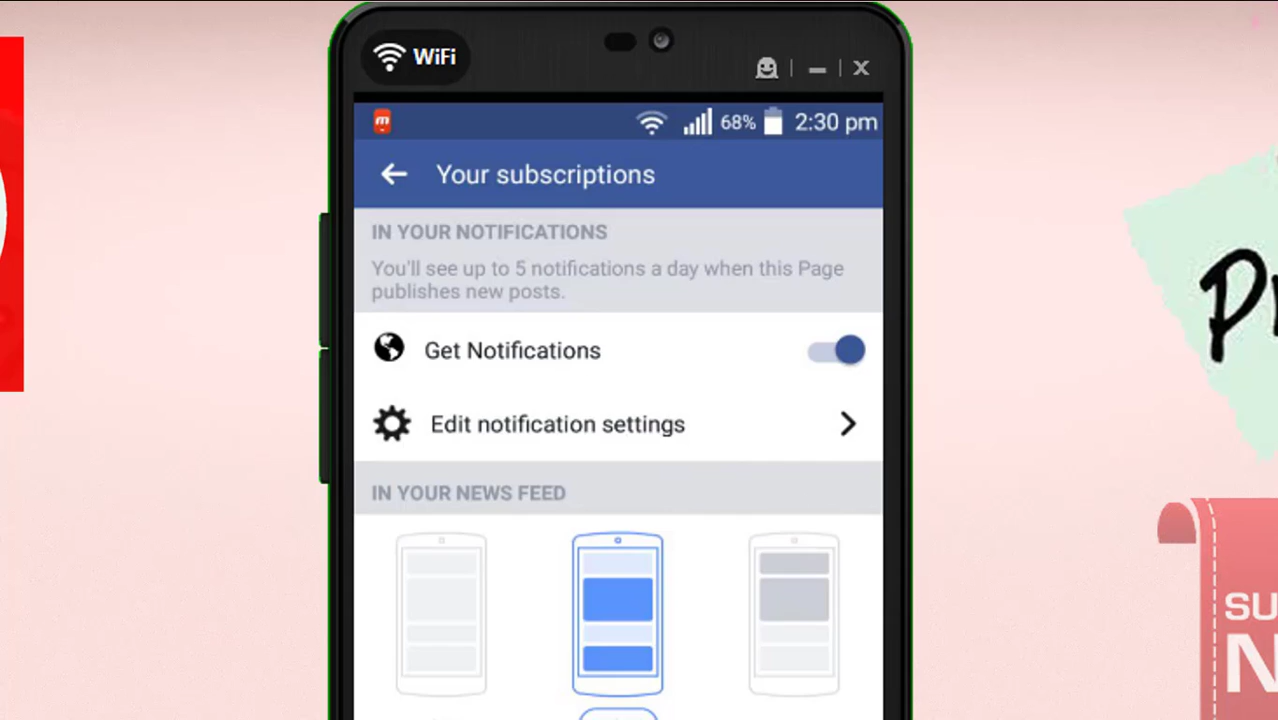 WiFi
68% 2:30 pm
Your subscriptions
IN YOUR NOTIFICATIONS
You'll see up to 5 notifications a day when this Page
publishes new posts.
Get Notifications
Edit notification settings
IN YOUR NEWS FEED